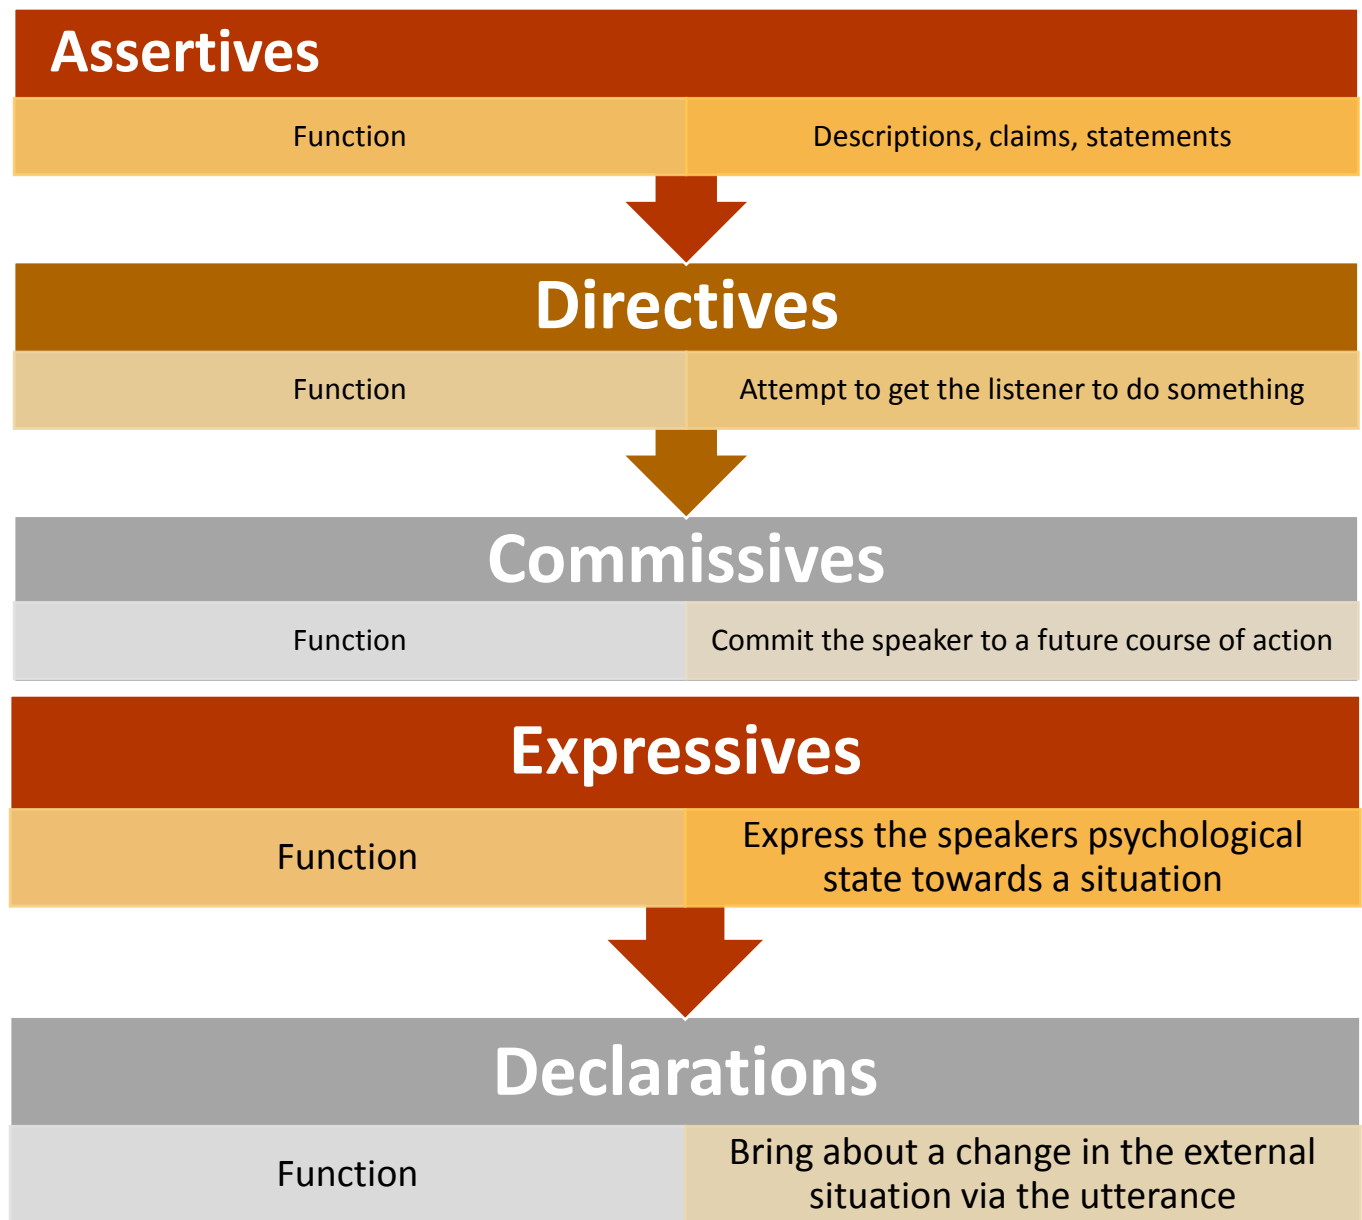 Assertives
Function
Descriptions, claims, statements
Directives
Function
Attempt to get the listener to do something
Commissives
Function
Commit the speaker to a future course of action
Expressives
Function
Express the speakers psychological
state towards a situation
Declarations
Function
Bring about a change in the external
situation via the utterance